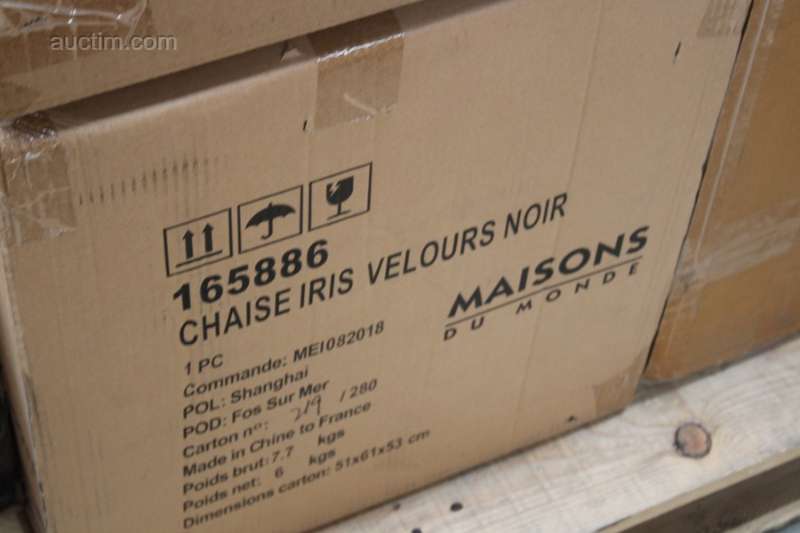 auctim.com
165886
CHAISE IRIS VELOURS NOIR
MAISONS
DU MONDE
1 PC
Commande: MEI082018
POL: Shanghai
POD: Fos Sur Mer
Carton n°: 219 / 280
Made in Chine to France
Poids brut: 7.7 kgs
Poids net: 6 kgs
Dimensions carton: 51x61x53 cm